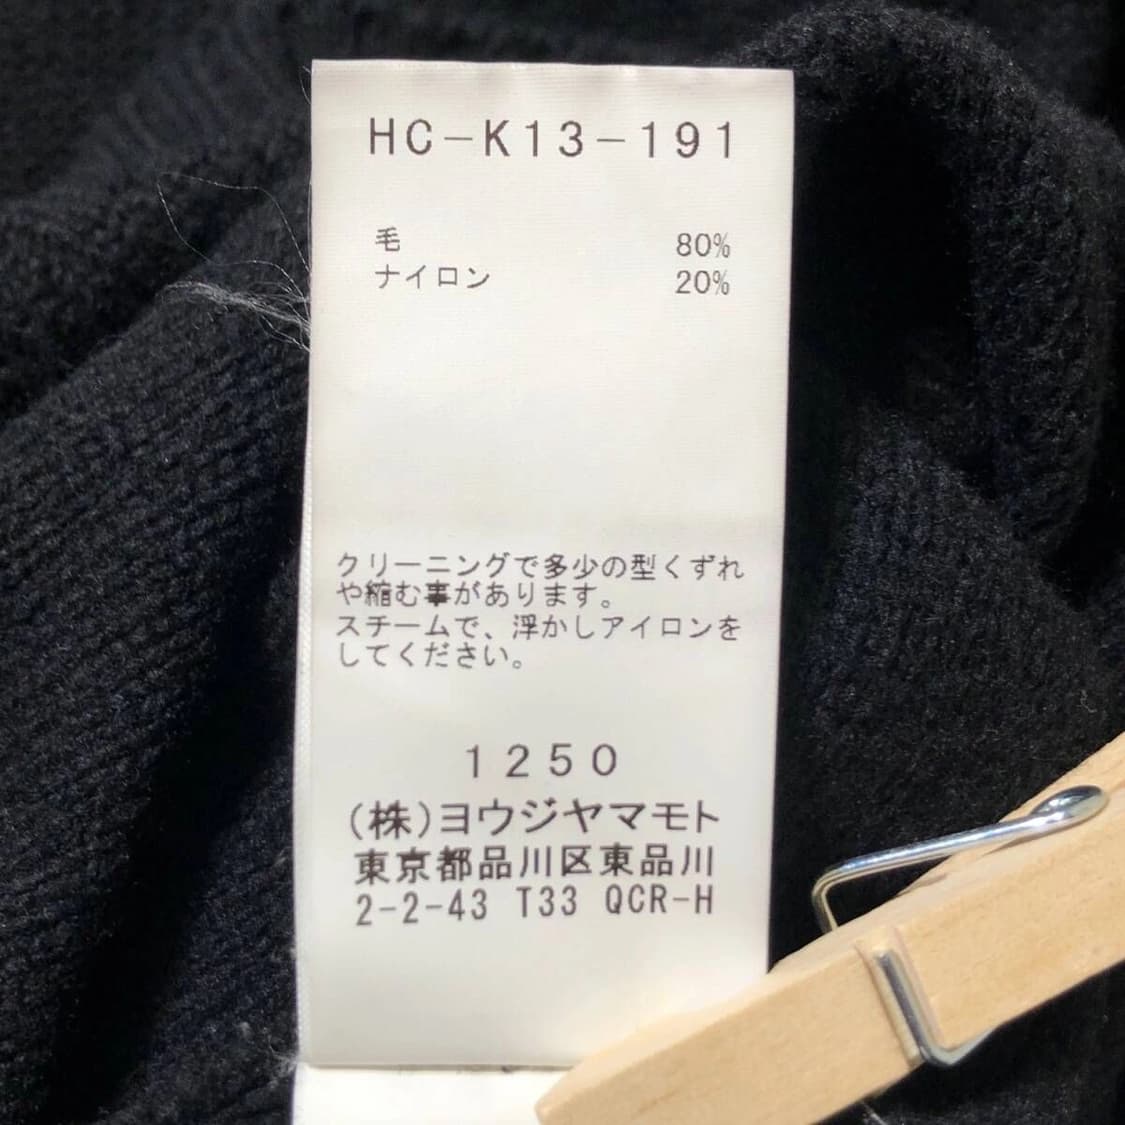 HC-K13-191
毛 80%
ナイロン 20%
クリーニングで多少の型くずれ
や縮む事があります。
スチームで、浮かしアイロンを
してください。
1250
(株)ヨウジヤマモト
東京都品川区東品川
2-2-43 T33 QCR-H